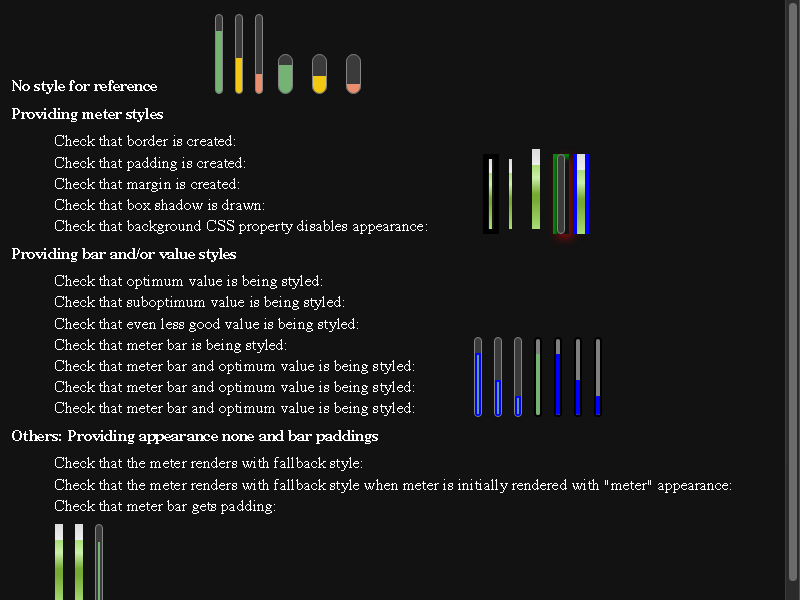 No style for reference
Providing meter styles
Check that border is created:
Check that padding is created:
Check that margin is created:
Check that box shadow is drawn:
Check that background CSS property disables appearance:
Providing bar and/or value styles
Check that optimum value is being styled:
Check that suboptimum value is being styled:
Check that even less good value is being styled:
Check that meter bar is being styled:
Check that meter bar and optimum value is being styled:
Check that meter bar and optimum value is being styled:
Check that meter bar and optimum value is being styled:
Others: Providing appearance none and bar paddings
Check that the meter renders with fallback style:
Check that the meter renders with fallback style when meter is initially rendered with "meter" appearance:
Check that meter bar gets padding: